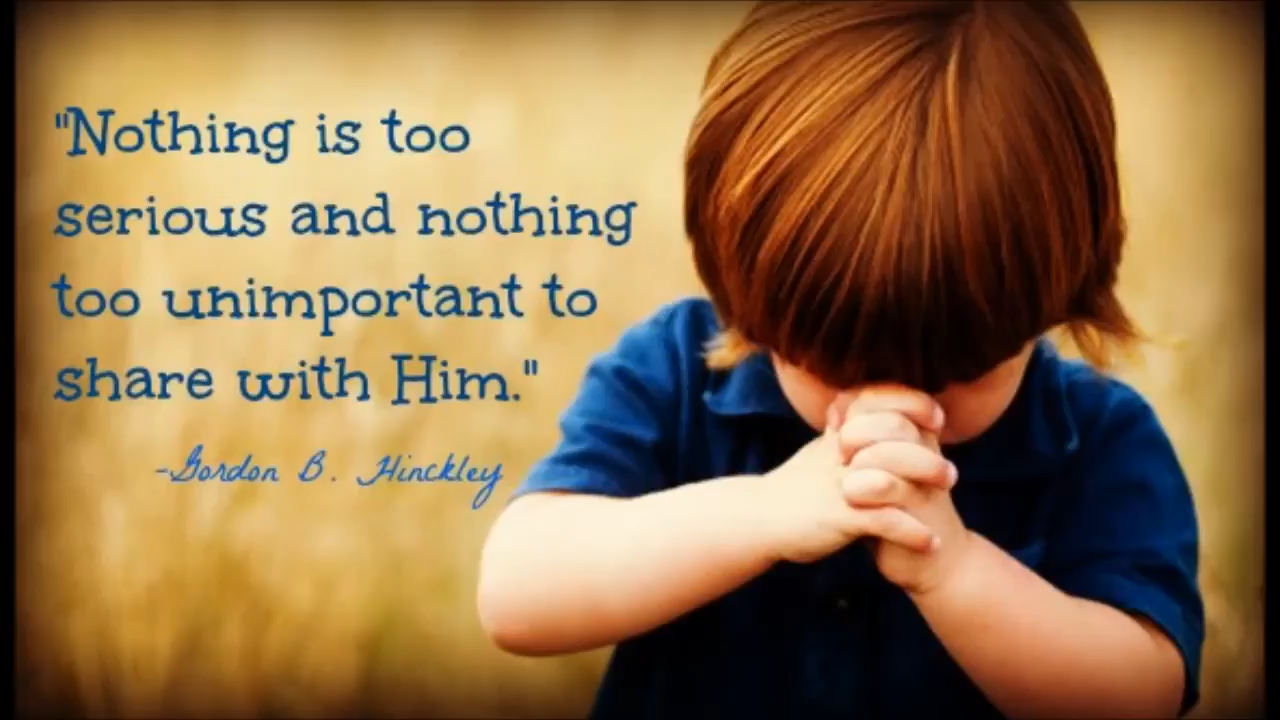 "Nothing is too
serious and nothing
too unimportant to
share with Him."
-Gordon B. Hinckley